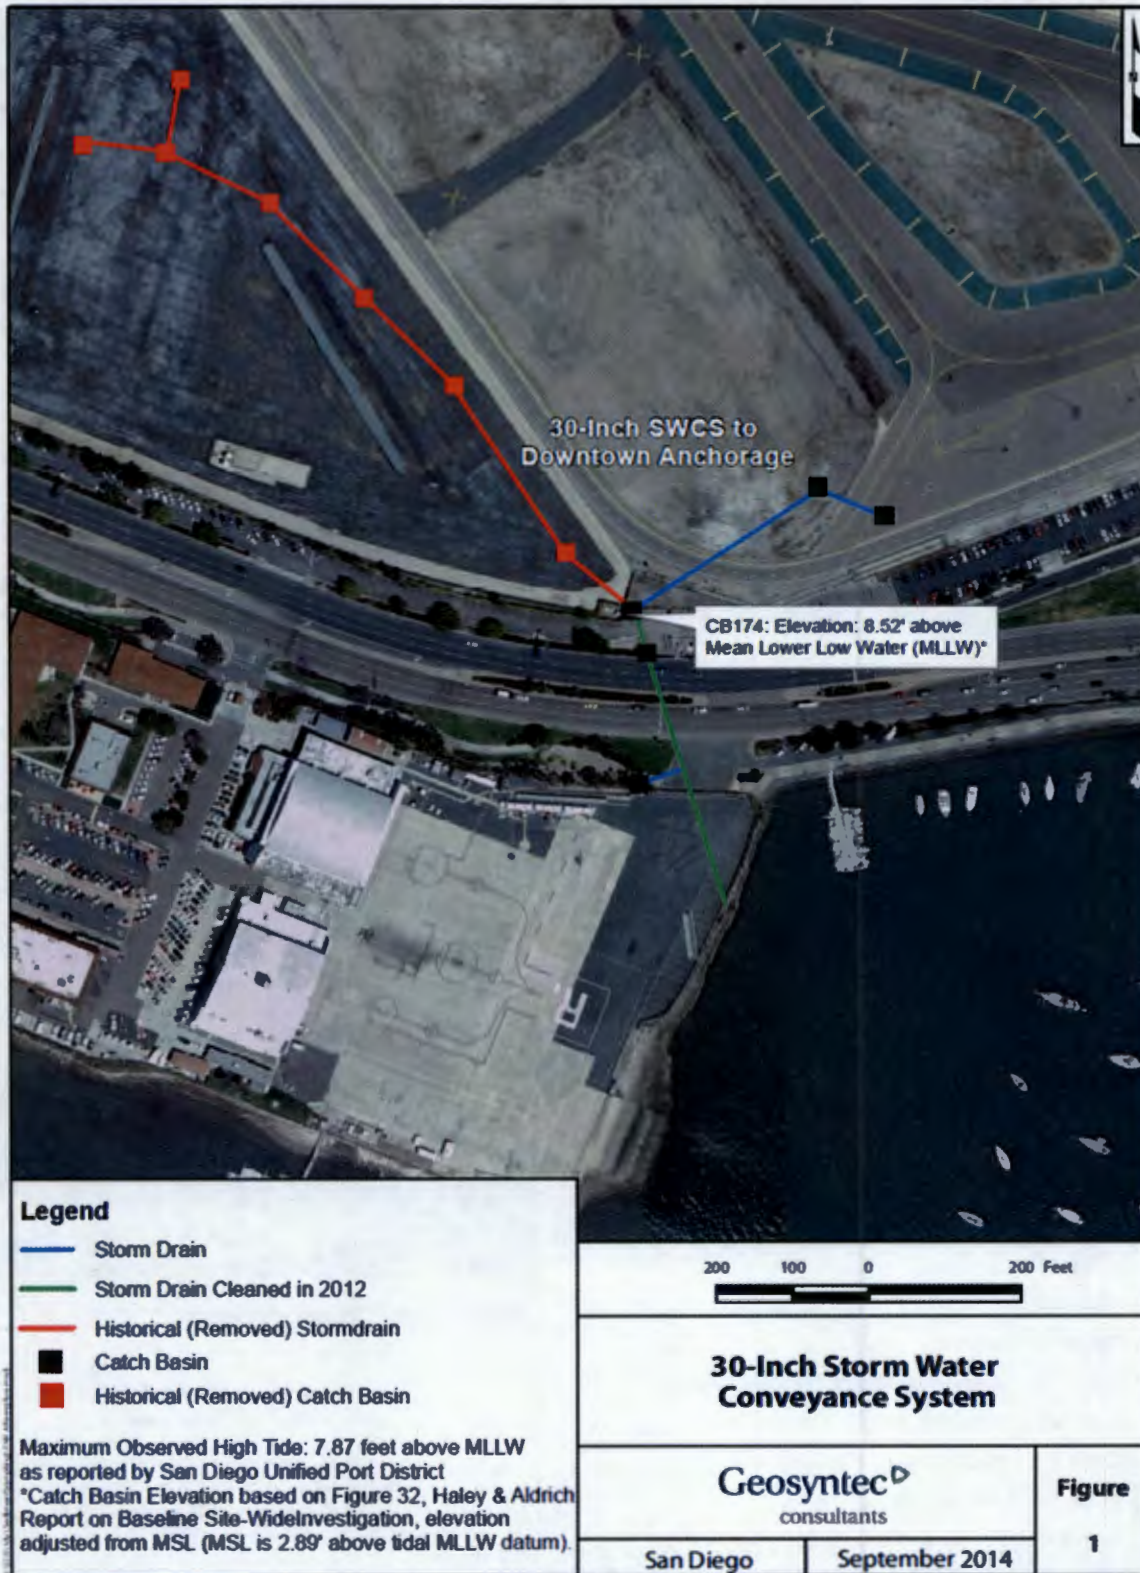 30-Inch SWCS to
Downtown Anchorage
CB174: Elevation: 8.52' above
Mean Lower Low Water (MLLW)*
Legend
Storm Drain
Storm Drain Cleaned in 2012
Historical (Removed) Stormdrain
Catch Basin
Historical (Removed) Catch Basin
Maximum Observed High Tide: 7.87 feet above MLLW
as reported by San Diego Unified Port District
*Catch Basin Elevation based on Figure 32, Haley & Aldrich
Report on Baseline Site-WideInvestigation, elevation
adjusted from MSL (MSL is 2.89' above tidal MLLW datum).
200 100 0 200 Feet
30-Inch Storm Water
Conveyance System
Geosyntec
consultants
San Diego
September 2014
Figure
1